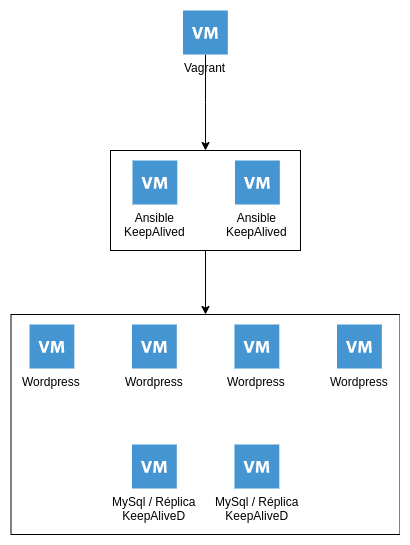 VM
Vagrant
VM VM
Ansible Ansible
KeepAlived KeepAlived
VM VM VM VM
Wordpress Wordpress Wordpress Wordpress
VM VM
MySql / Réplica MySql / Réplica
KeepAliveD KeepAliveD